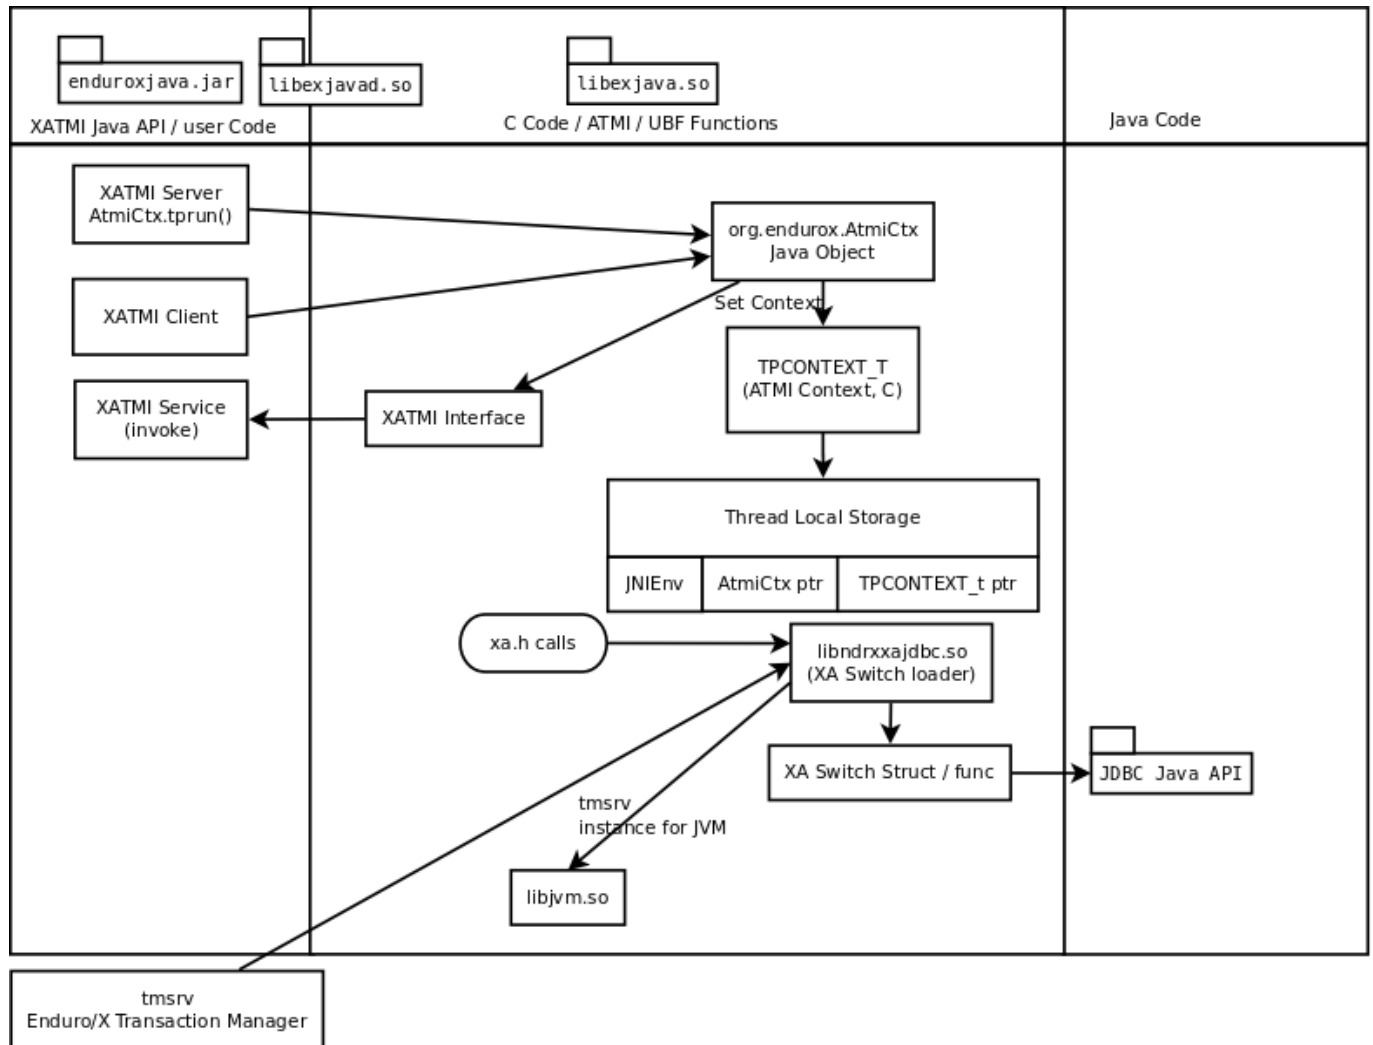 enduroxjava.jar
libexjavad.so
libexjava.so
XATMI Java API / user Code
C Code / ATMI / UBF Functions
Java Code
XATMI Server
AtmiCtx.tprun()
org.endurox.AtmiCtx
Java Object
XATMI Client
Set Context
TPCONTEXT_T
(ATMI Context, C)
XATMI Service
(invoke)
XATMI Interface
Thread Local Storage
JNIEnv
AtmiCtx ptr
TPCONTEXT_t ptr
xa.h calls
libndrxxajdbc.so
(XA Switch loader)
XA Switch Struct / func
JDBC Java API
tmsrv
instance for JVM
libjvm.so
tmsrv
Enduro/X Transaction Manager